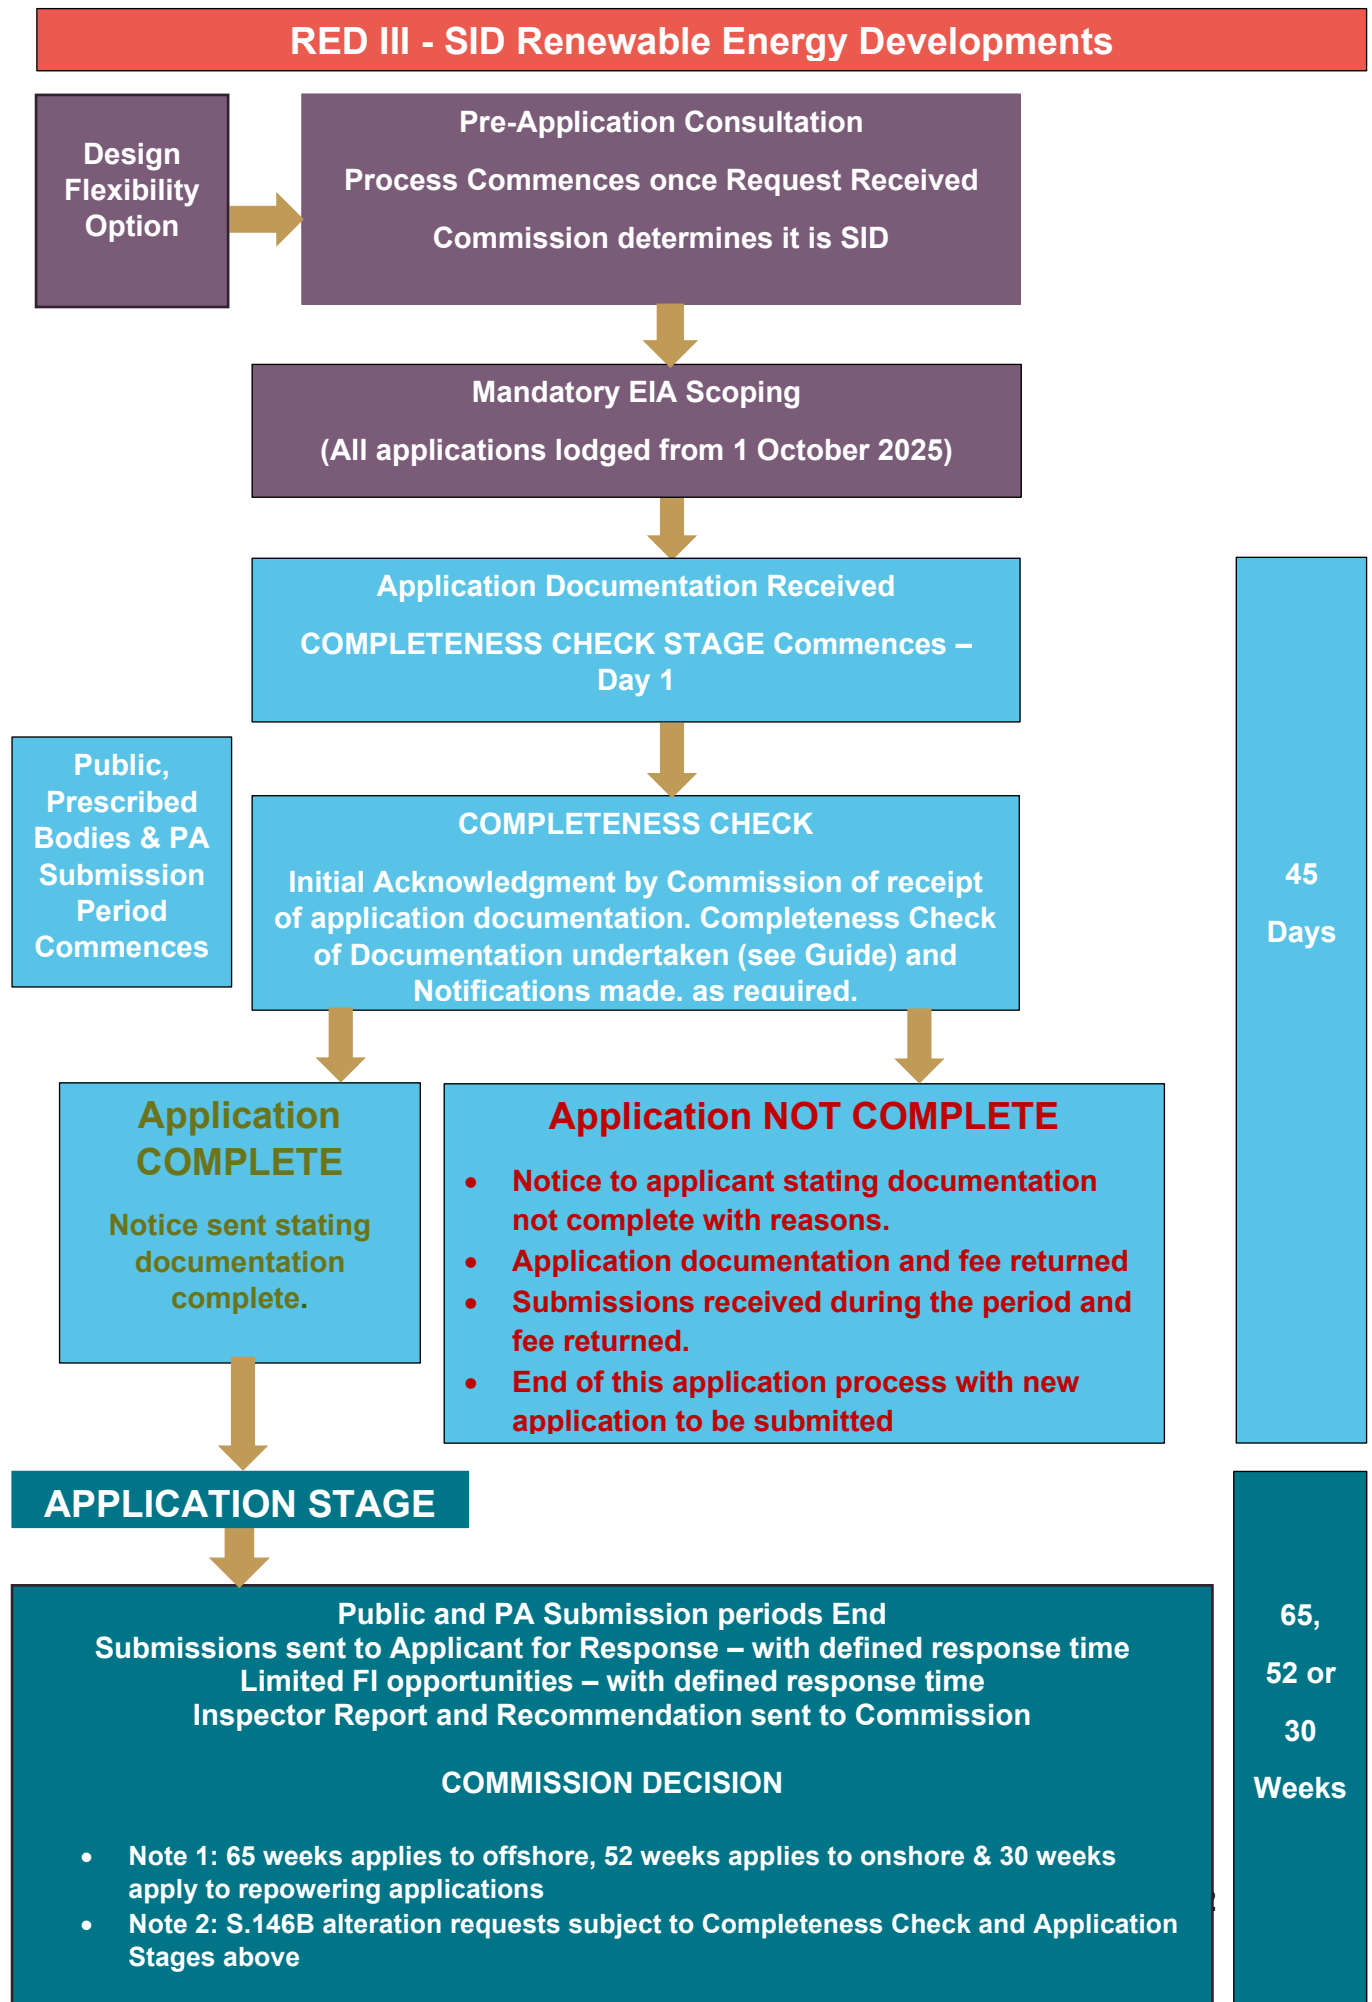 RED III - SID Renewable Energy Developments
Design
Flexibility
Option
Pre-Application Consultation
Process Commences once Request Received
Commission determines it is SID
Mandatory EIA Scoping
(All applications lodged from 1 October 2025)
Application Documentation Received
COMPLETENESS CHECK STAGE Commences –
Day 1
Public,
Prescribed
Bodies & PA
Submission
Period
Commences
COMPLETENESS CHECK
Initial Acknowledgment by Commission of receipt
of application documentation. Completeness Check
of Documentation undertaken (see Guide) and
Notifications made, as required.
45
Days
Application
COMPLETE
Notice sent stating
documentation
complete.
Application NOT COMPLETE
• Notice to applicant stating documentation
not complete with reasons.
• Application documentation and fee returned
• Submissions received during the period and
fee returned.
• End of this application process with new
application to be submitted
APPLICATION STAGE
Public and PA Submission periods End
Submissions sent to Applicant for Response – with defined response time
Limited FI opportunities – with defined response time
Inspector Report and Recommendation sent to Commission
COMMISSION DECISION
• Note 1: 65 weeks applies to offshore, 52 weeks applies to onshore & 30 weeks
apply to repowering applications
• Note 2: S.146B alteration requests subject to Completeness Check and Application
Stages above
65,
52 or
30
Weeks